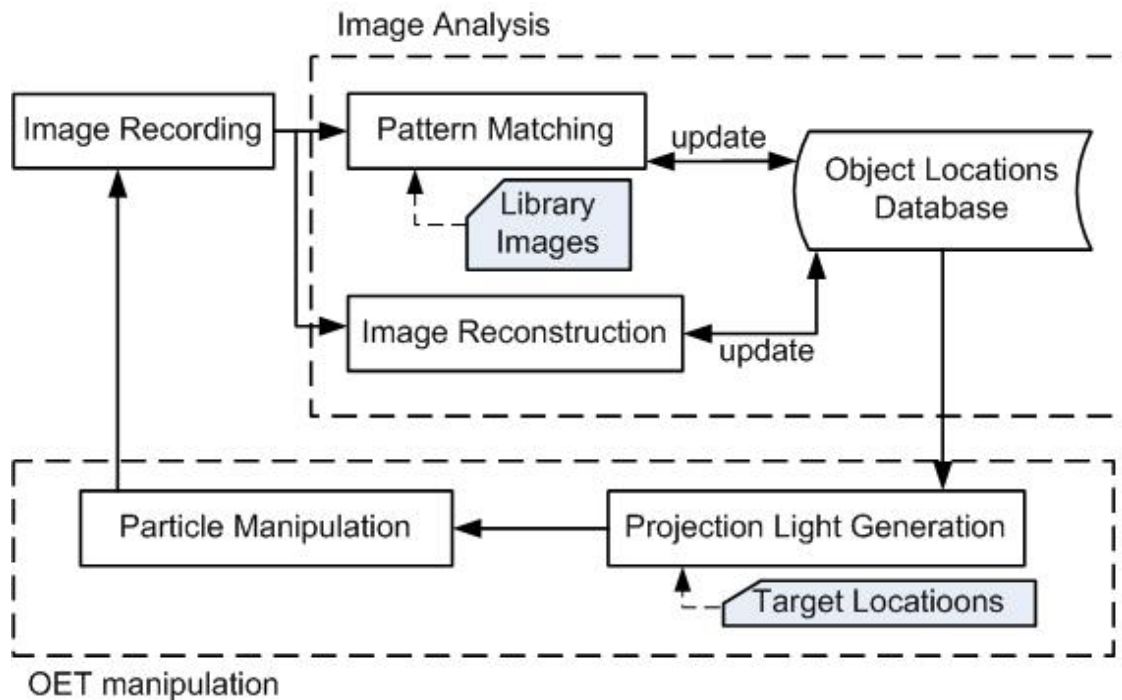 Image Analysis
Image Recording
Pattern Matching
update
Object Locations
Database
Library
Images
Image Reconstruction
update
Particle Manipulation
Projection Light Generation
Target Locatioons
OET manipulation